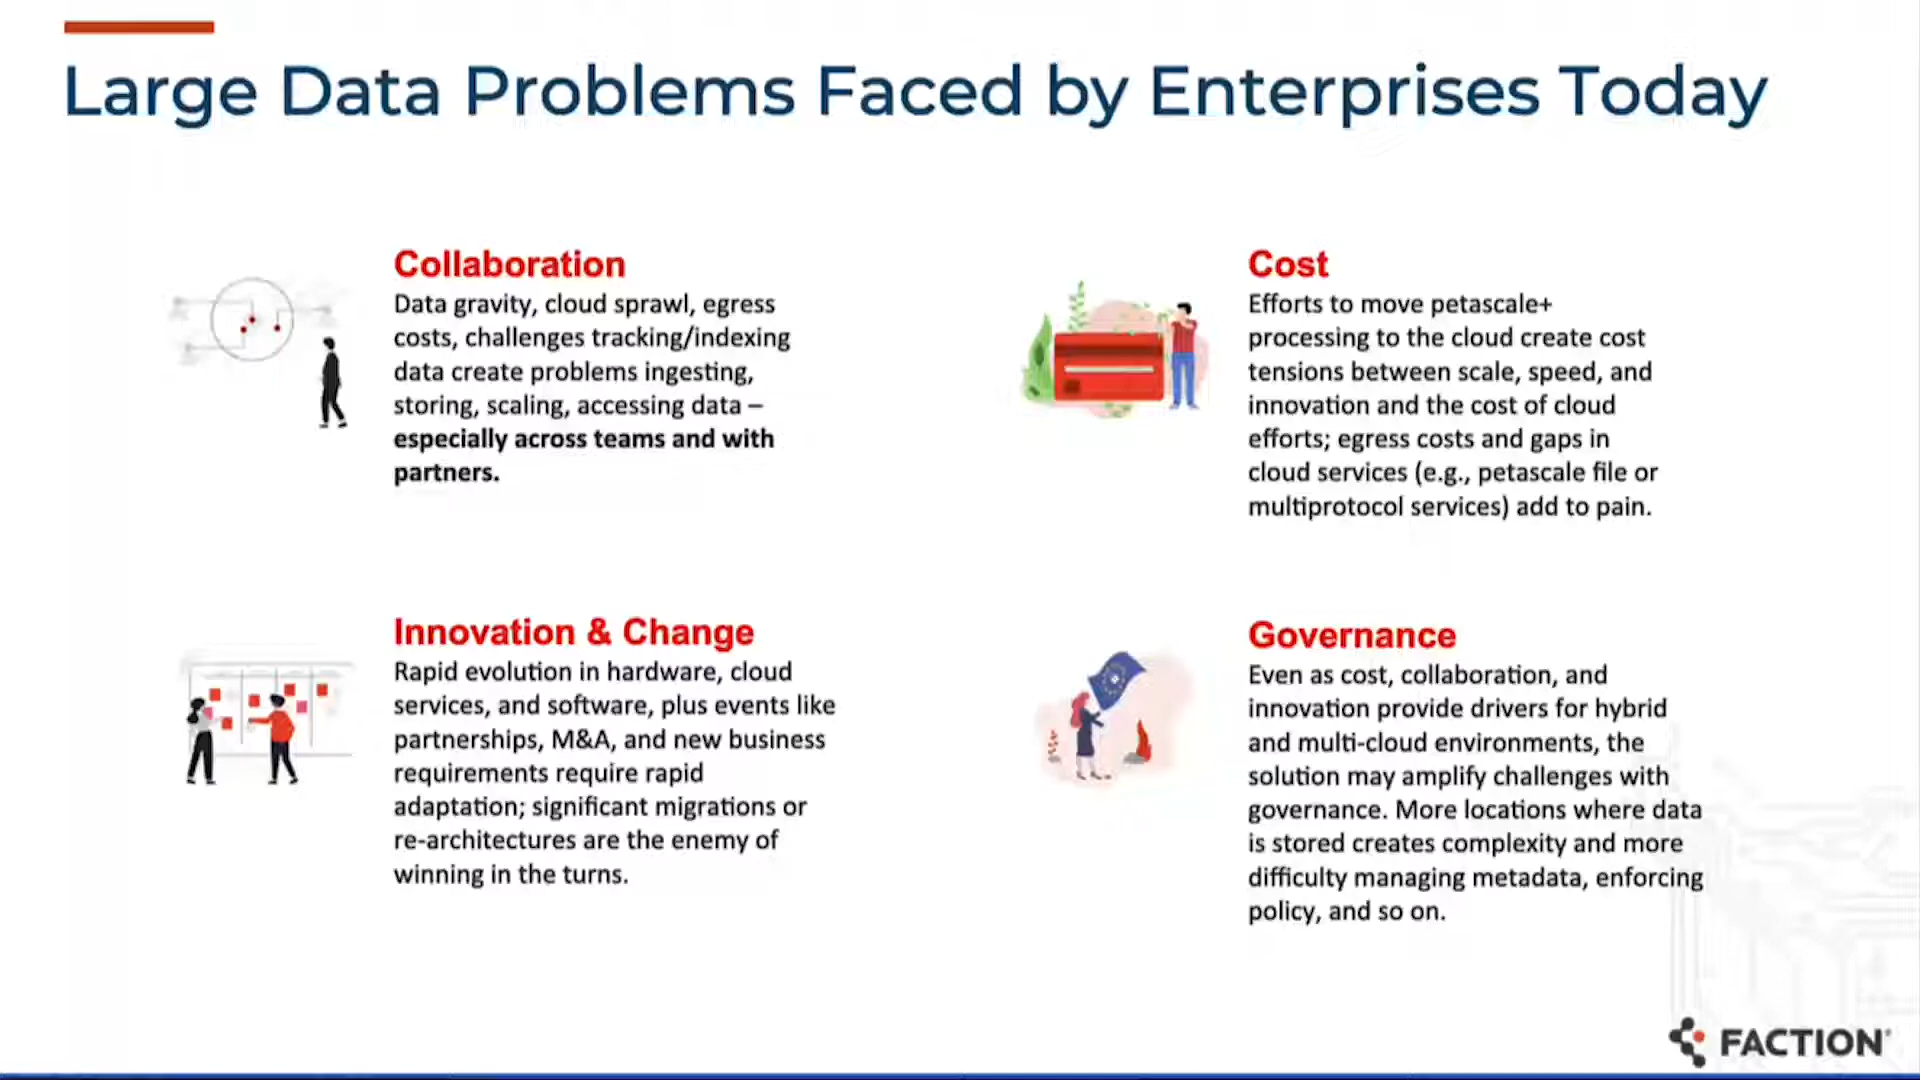 Large Data Problems Faced by Enterprises Today
Collaboration
Data gravity, cloud sprawl, egress
costs, challenges tracking/indexing
data create problems ingesting,
storing, scaling, accessing data –
especially across teams and with
partners.
Cost
Efforts to move petascale+
processing to the cloud create cost
tensions between scale, speed, and
innovation and the cost of cloud
efforts; egress costs and gaps in
cloud services (e.g., petascale file or
multiprotocol services) add to pain.
Innovation & Change
Rapid evolution in hardware, cloud
services, and software, plus events like
partnerships, M&A, and new business
requirements require rapid
adaptation; significant migrations or
re-architectures are the enemy of
winning in the turns.
Governance
Even as cost, collaboration, and
innovation provide drivers for hybrid
and multi-cloud environments, the
solution may amplify challenges with
governance. More locations where data
is stored creates complexity and more
difficulty managing metadata, enforcing
policy, and so on.
FACTION